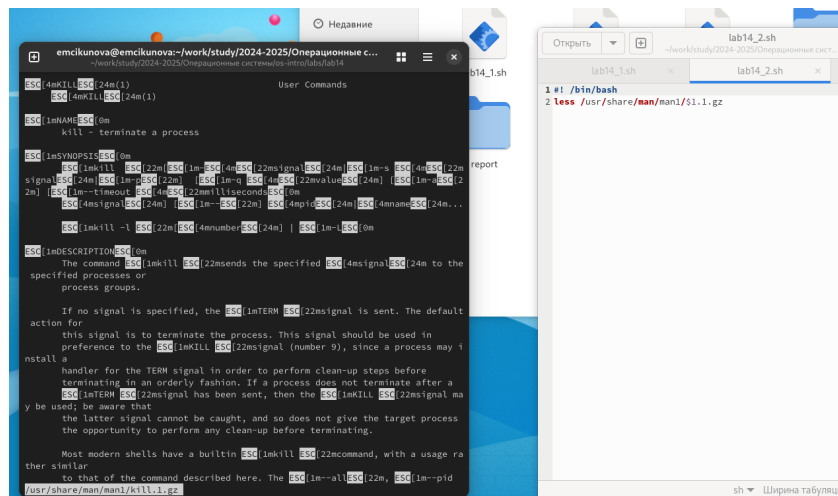 Недавние
b14_1.sh
report
emcikunova@emcikunova:~/work/study/2024-2025/Операционные с...
~/work/study/2024-2025/Операционные системы/os-intro/labs/lab14
ESC[4mKILLESC[24m(1) User Commands
ESC[4mKILLESC[24m(1)
ESC[1mNAMEESC[0m
kill - terminate a process
ESC[1mSYNOPSISESC[0m
ESC[1mkill ESC[22m[ESC[1m-ESC[4mESC[22msignalESC[24m|ESC[1m-s ESC[4mESC[22m
signalESC[24m|ESC[1m-pESC[22m] [ESC[1m-q ESC[4mESC[22mvalueESC[24m] [ESC[1m-aESC[2
2m] [ESC[1m--timeout ESC[4mESC[22mmillisecondsESC[0m
ESC[4msignalESC[24m] [ESC[1m--ESC[22m] ESC[4mpidESC[24m|ESC[4mnameESC[24m...
ESC[1mkill -l ESC[22m[ESC[4mnumberESC[24m] | ESC[1m-LESC[0m
ESC[1mDESCRIPTIONESC[0m
The command ESC[1mkill ESC[22msends the specified ESC[4msignalESC[24m to the
specified processes or
process groups.
If no signal is specified, the ESC[1mTERM ESC[22msignal is sent. The default
action for
this signal is to terminate the process. This signal should be used in
preference to the ESC[1mKILL ESC[22msignal (number 9), since a process may i
nstall a
handler for the TERM signal in order to perform clean-up steps before
terminating in an orderly fashion. If a process does not terminate after a
ESC[1mTERM ESC[22msignal has been sent, then the ESC[1mKILL ESC[22msignal ma
y be used; be aware that
the latter signal cannot be caught, and so does not give the target process
the opportunity to perform any clean-up before terminating.
Most modern shells have a builtin ESC[1mkill ESC[22mcommand, with a usage ra
ther similar
to that of the command described here. The ESC[1m--allESC[22m, ESC[1m--pid
/usr/share/man/man1/kill.1.gz
Открыть
lab14_2.sh
~/work/study/2024-2025/Операционные сист...
lab14_1.sh
lab14_2.sh
1 #! /bin/bash
2 less /usr/share/man/man1/$1.1.gz
sh Ширина табуляц